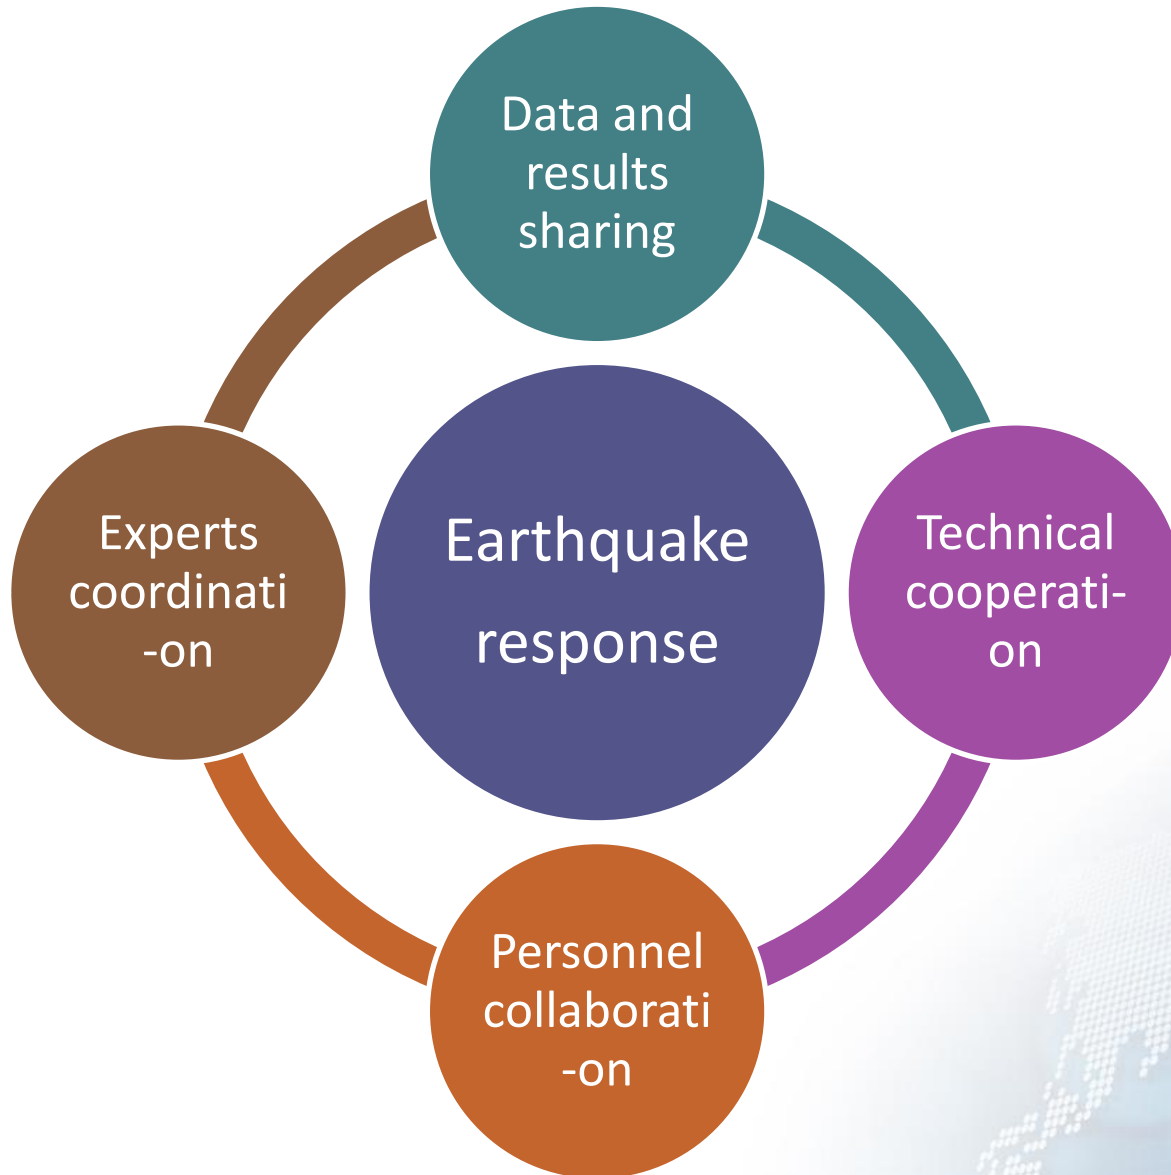 Data and
results
sharing
Experts
coordinati
-on
Earthquake
response
Technical
cooperati-
on
Personnel
collaborati
-on